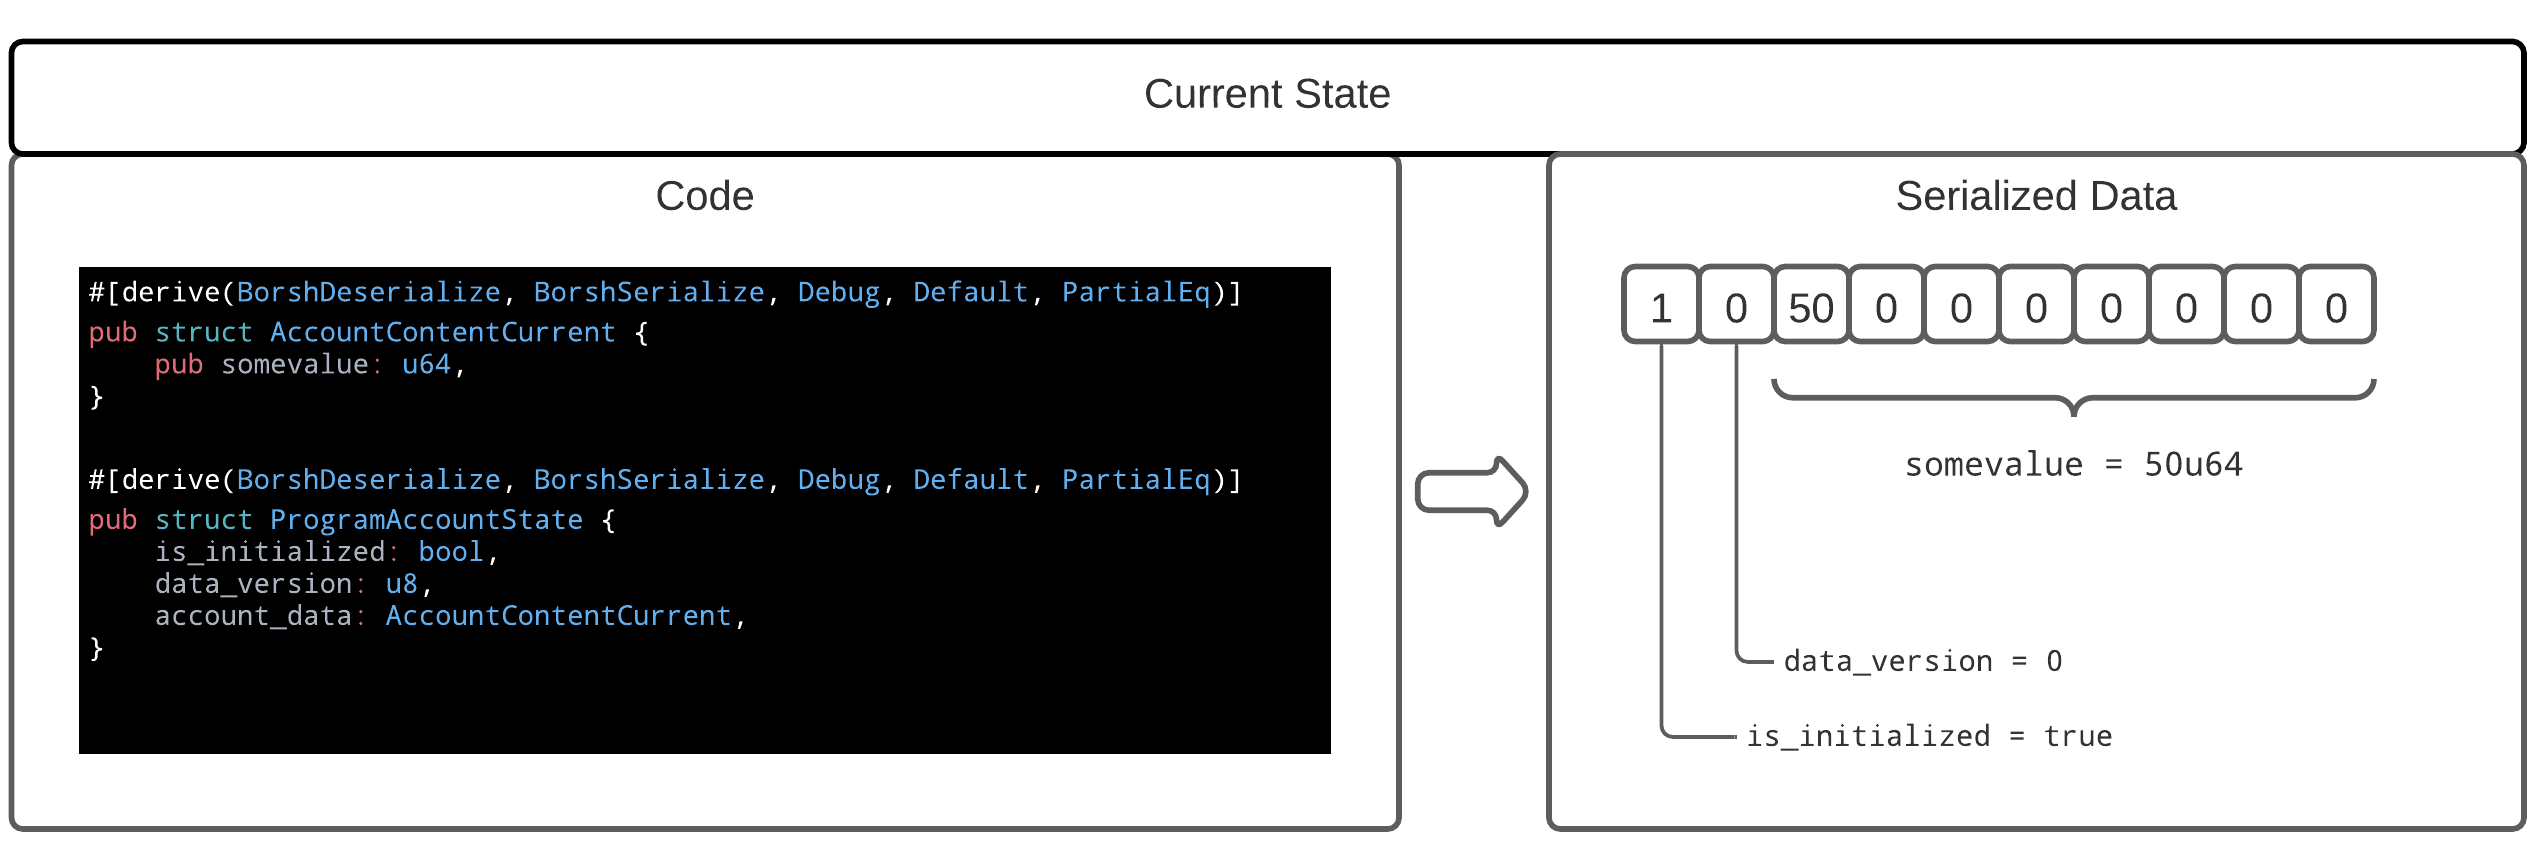 Current State
Code
#[derive(BorshDeserialize, BorshSerialize, Debug, Default, PartialEq)]
pub struct AccountContentCurrent {
    pub somevalue: u64,
}
#[derive(BorshDeserialize, BorshSerialize, Debug, Default, PartialEq)]
pub struct ProgramAccountState {
    is_initialized: bool,
    data_version: u8,
    account_data: AccountContentCurrent,
}
Serialized Data
1 0 50 0 0 0 0 0 0 0
somevalue = 50u64
data_version = 0
is_initialized = true